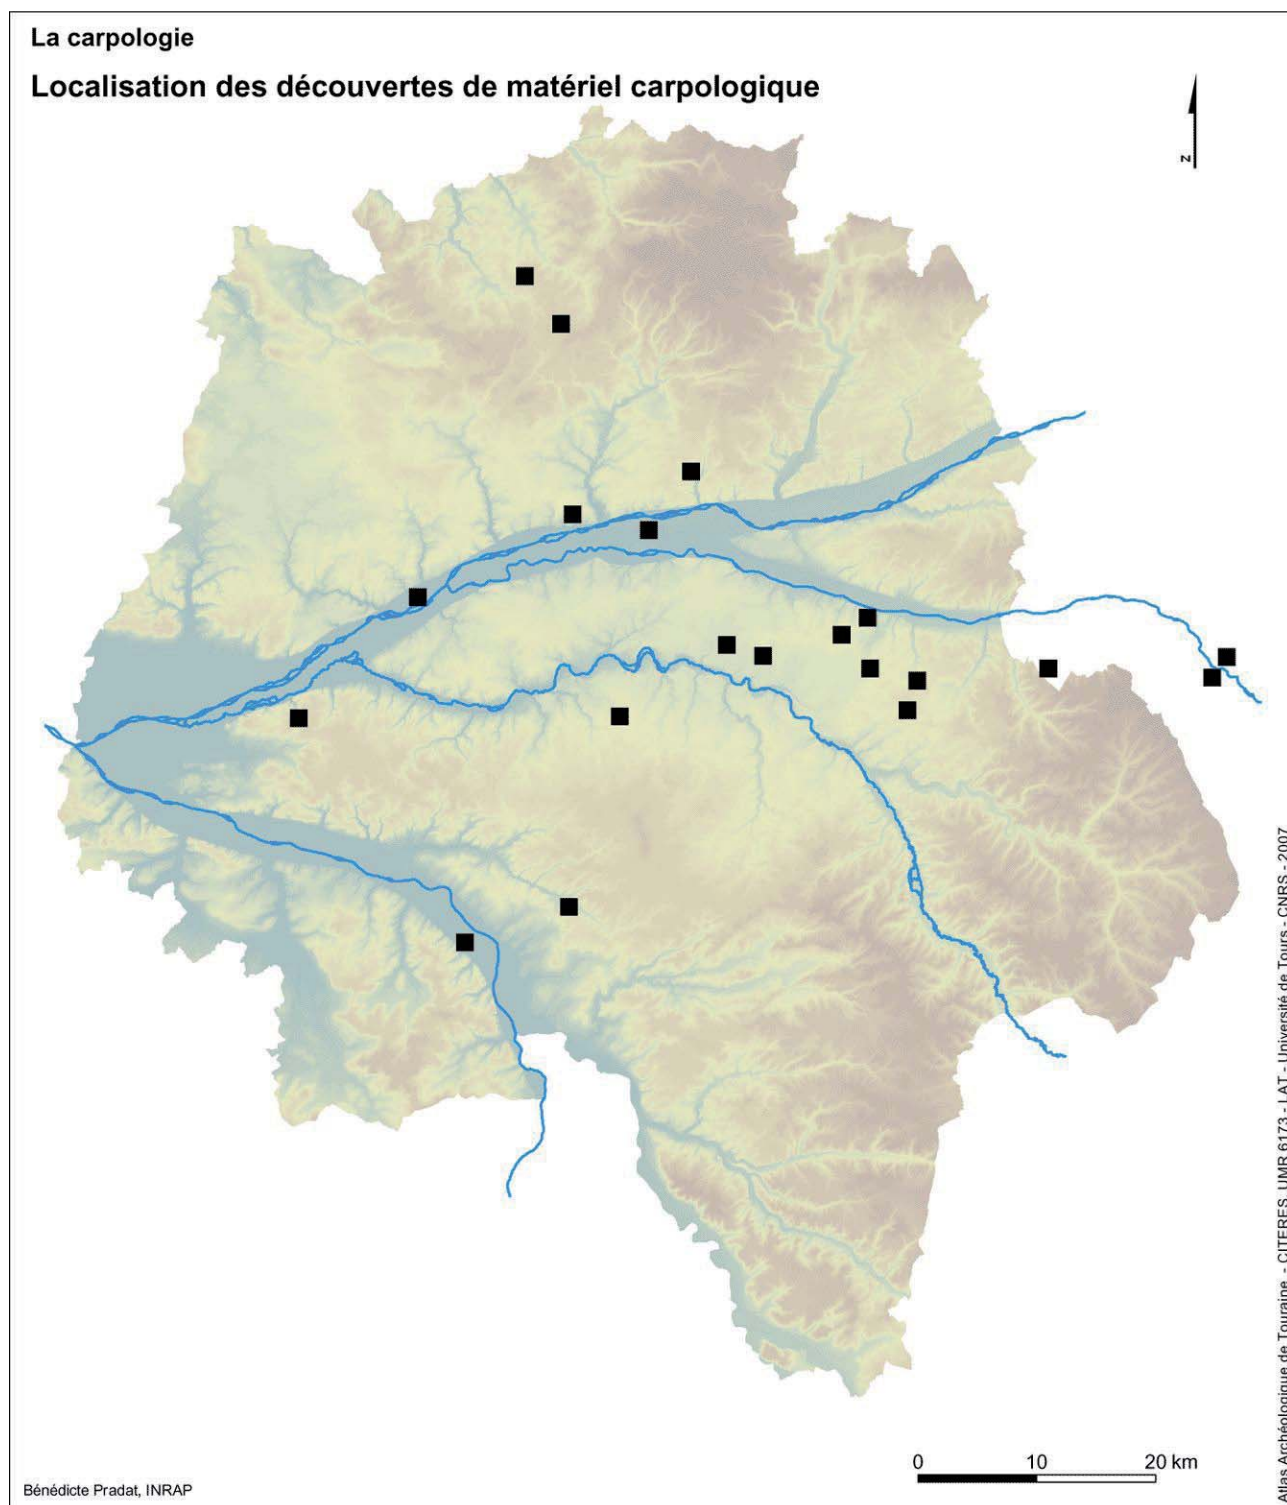 La carpologie
Localisation des découvertes de matériel carpologique
N
0 10 20 km
Bénédicte Pradat, INRAP
Atlas Archéologique de Touraine - CITERES, UMR 6173 - LAT - Université de Tours - CNRS - 2007